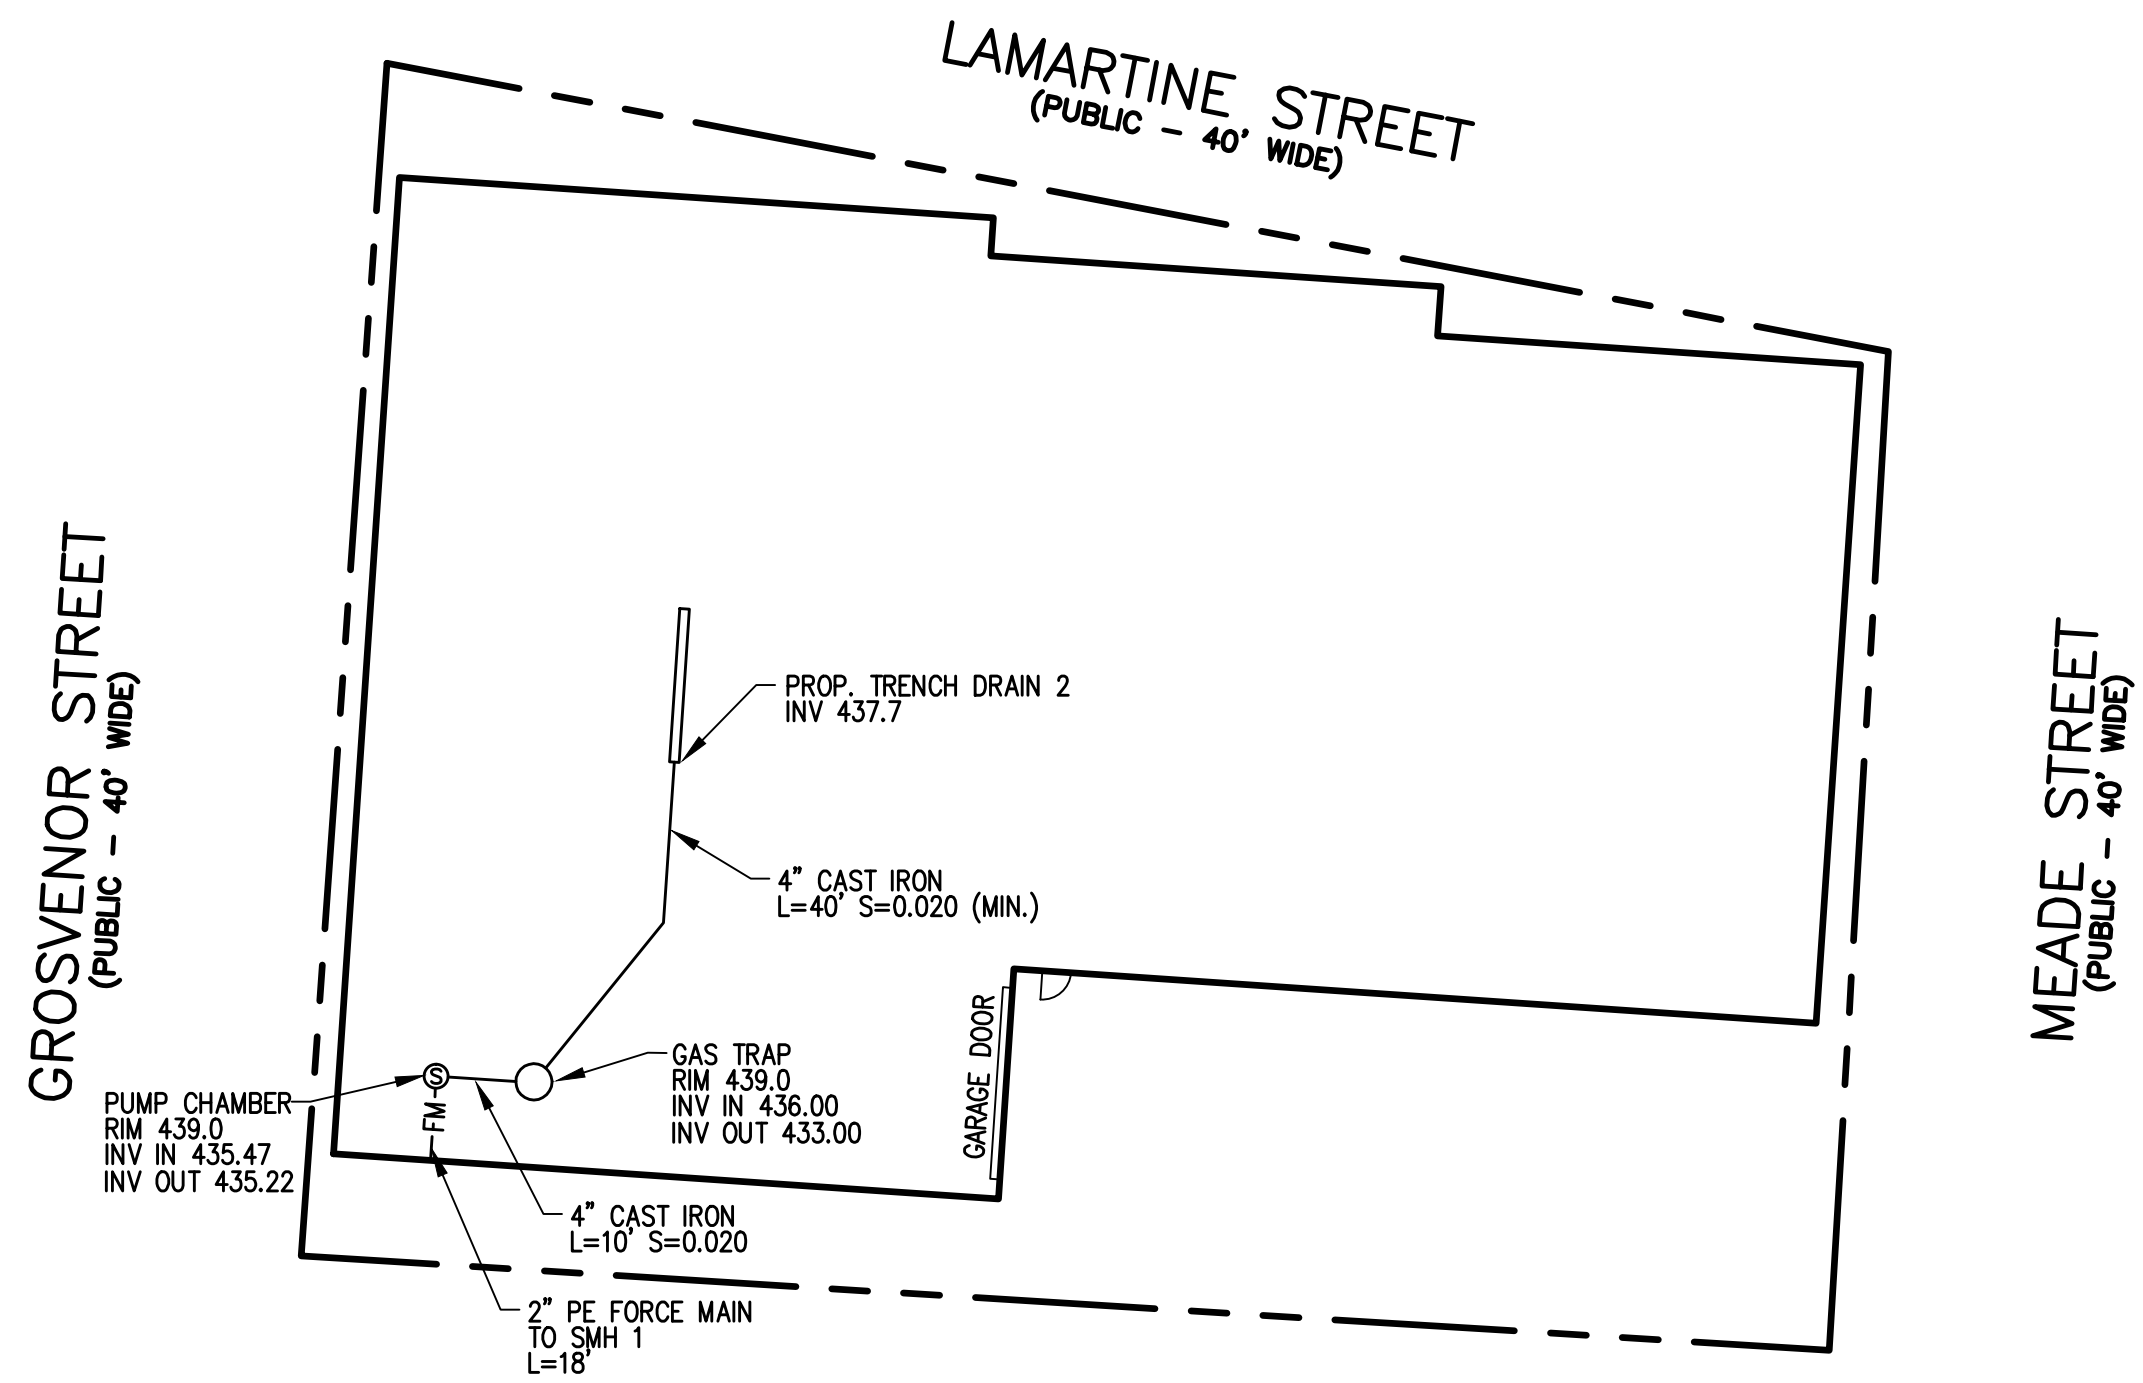 LAMARTINE STREET
(PUBLIC - 40' WIDE)
GROSVENOR STREET
(PUBLIC - 40' WIDE)
MEADE STREET
(PUBLIC - 40' WIDE)
PROP. TRENCH DRAIN 2
INV 437.7
4" CAST IRON
L=40' S=0.020 (MIN.)
GARAGE DOOR
GAS TRAP
RIM 439.0
INV IN 436.00
INV OUT 433.00
S
FM
PUMP CHAMBER
RIM 439.0
INV IN 435.47
INV OUT 435.22
4" CAST IRON
L=10' S=0.020
2" PE FORCE MAIN
TO SMH 1
L=18'